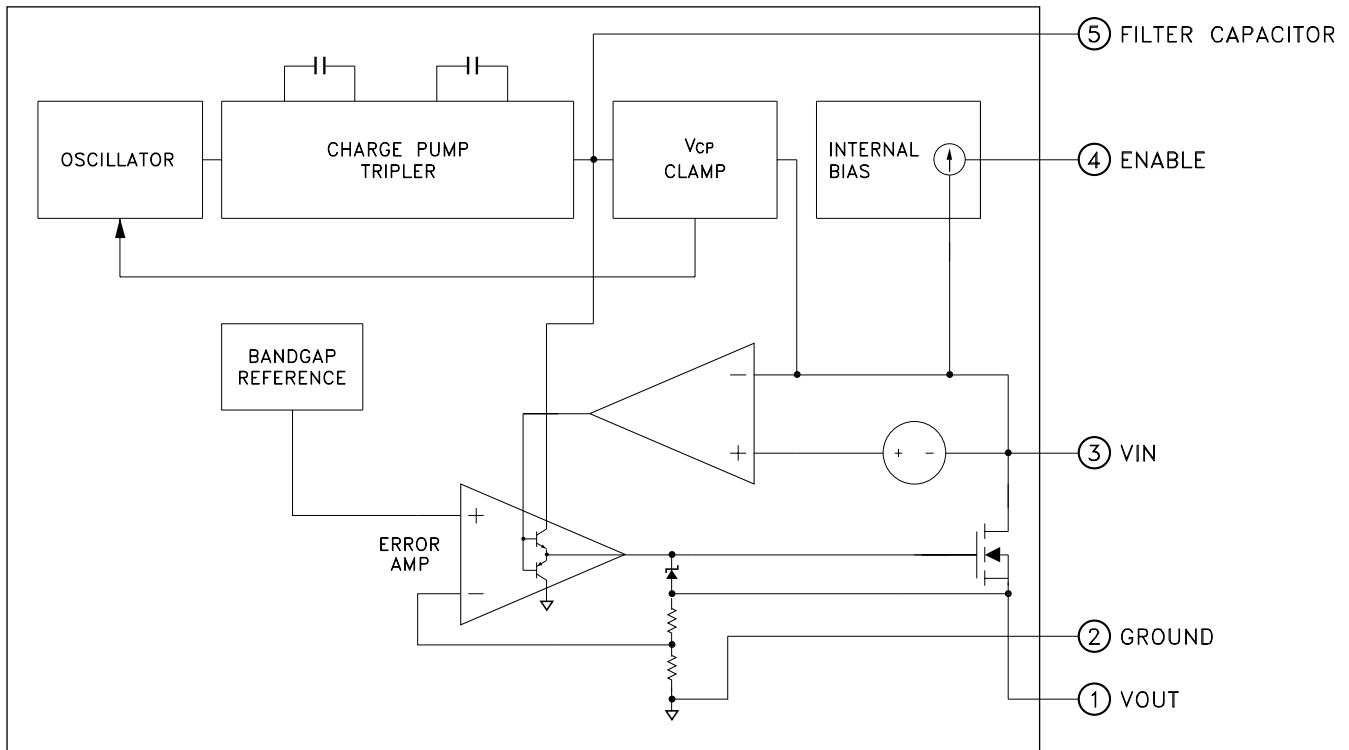 5 FILTER CAPACITOR
OSCILLATOR
CHARGE PUMP
TRIPLER
VCP
CLAMP
INTERNAL
BIAS
4 ENABLE
BANDGAP
REFERENCE
−
+
+ −
3 VIN
+
ERROR
AMP
−
2 GROUND
1 VOUT